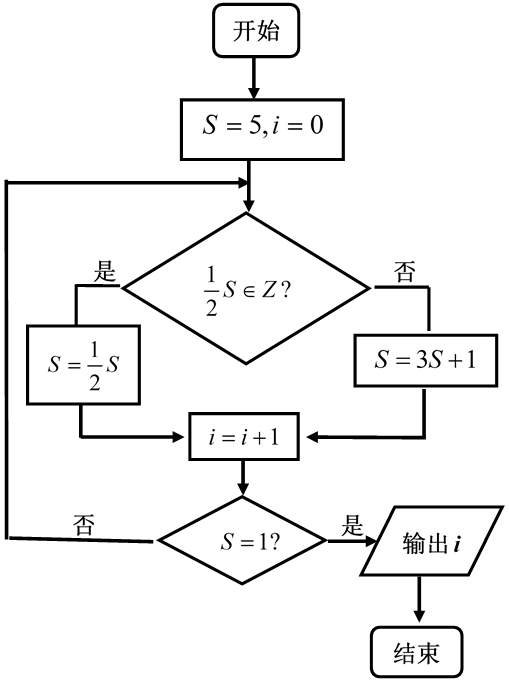 开始
S = 5, i = 0
是
1/2 S ∈ Z?
否
S = 1/2 S
S = 3S + 1
i = i + 1
否
S = 1?
是
输出 i
结束